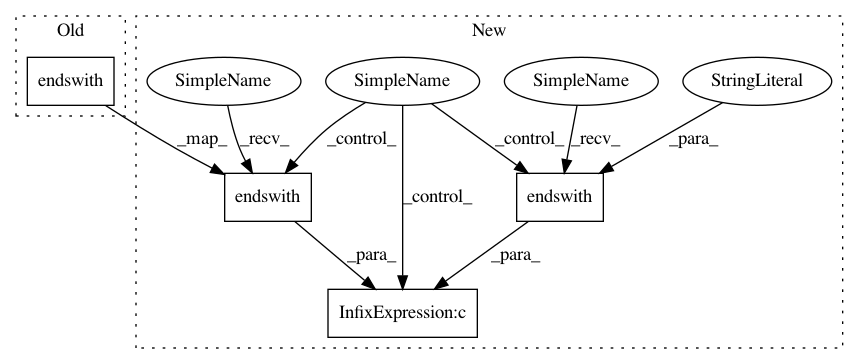 Old
New
endswith
SimpleName
SimpleName
SimpleName
StringLiteral
_map_
_recv_
_control_
_control_
_recv_
_para_
endswith
_control_
endswith
_para_
_para_
InfixExpression:c